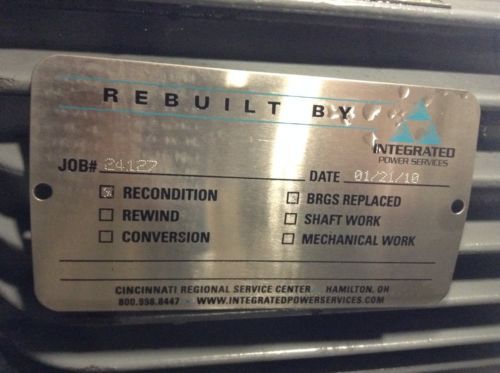 REBUILT BY
INTEGRATED
POWER SERVICES
JOB# 24127 DATE 01/21/10
RECONDITION
REWIND
CONVERSION
BRGS REPLACED
SHAFT WORK
MECHANICAL WORK
CINCINNATI REGIONAL SERVICE CENTER HAMILTON, OH
800.998.8447 - WWW.INTEGRATEDPOWERSERVICES.COM